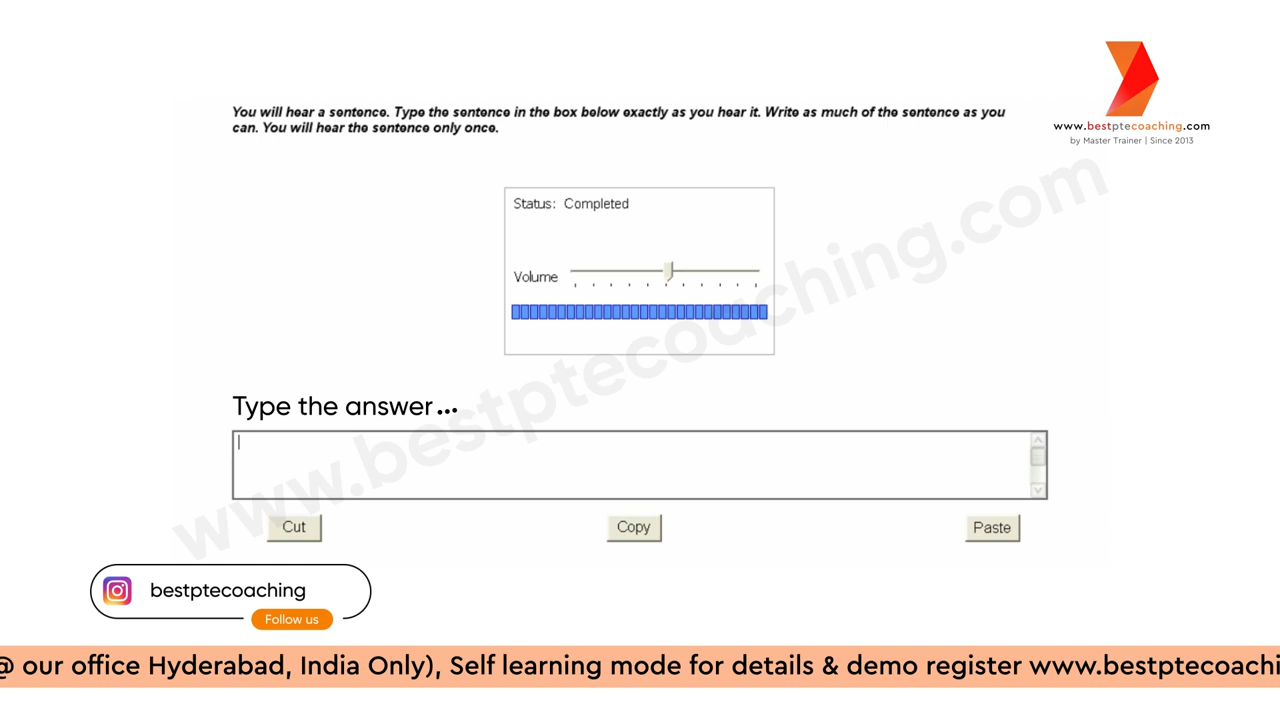 www.bestptecoaching.com
by Master Trainer | Since 2013
You will hear a sentence. Type the sentence in the box below exactly as you hear it. Write as much of the sentence as you
can. You will hear the sentence only once.
Status: Completed
Volume
www.bestptecoaching.com
Type the answer...
Cut Copy Paste
bestptecoaching
Follow us
@ our office Hyderabad, India Only), Self learning mode for details & demo register www.bestptecoachi